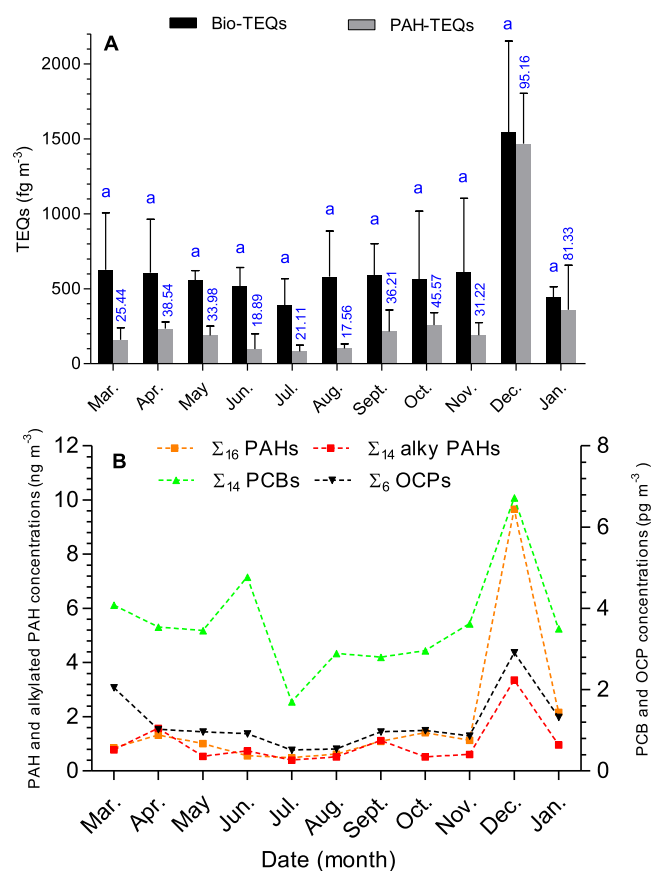 Bio-TEQs PAH-TEQs
A
TEQs (fg m-3)
2000
1500
1000
500
0
a a a a a a a a a a a
25.44 38.54 33.98 18.89 21.11 17.56 36.21 45.57 31.22 95.16 81.33
Mar. Apr. May Jun. Jul. Aug. Sept. Oct. Nov. Dec. Jan.
B
Σ16 PAHs Σ14 alky PAHs
Σ14 PCBs Σ6 OCPs
PAH and alkylated PAH concentrations (ng m-3)
12
10
8
6
4
2
0
PCB and OCP concentrations (pg m-3)
8
6
4
2
0
Mar. Apr. May Jun. Jul. Aug. Sept. Oct. Nov. Dec. Jan.
Date (month)